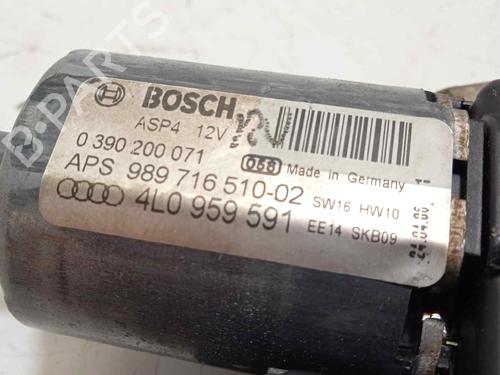 BOSCH
ASP4 12V
0 390 200 071
058 Made in Germany
APS 989 716 510-02 SW16 HW10
4L0 959 591 EE14 SKB09